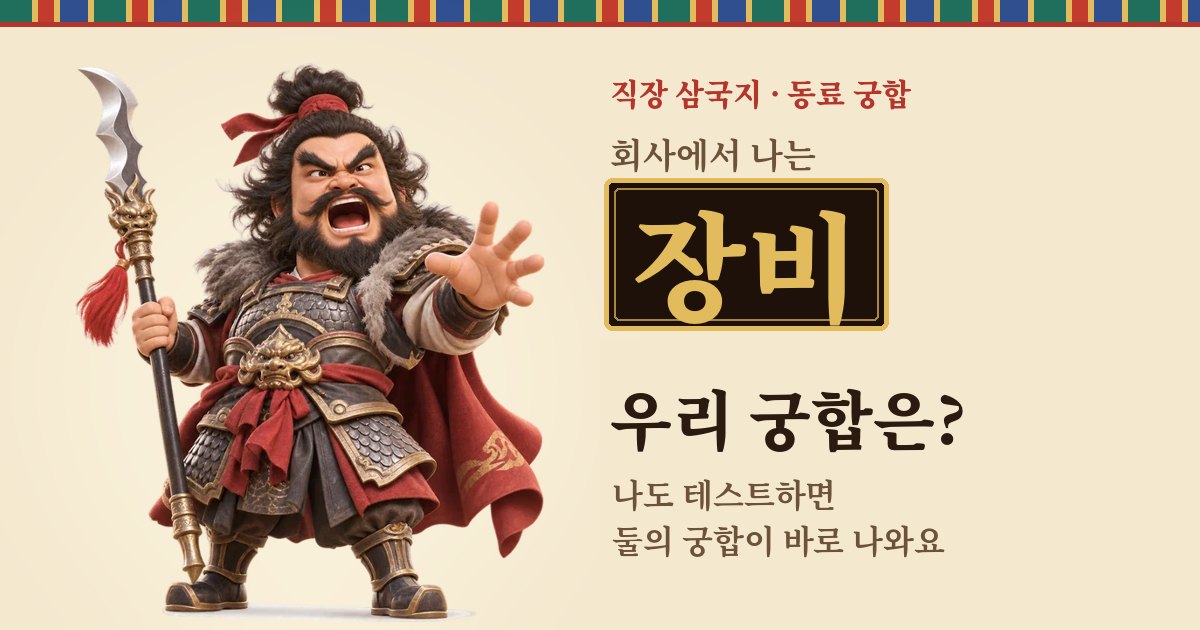 직장 삼국지 · 동료 궁합
회사에서 나는
장비
우리 궁합은?
나도 테스트하면
둘의 궁합이 바로 나와요